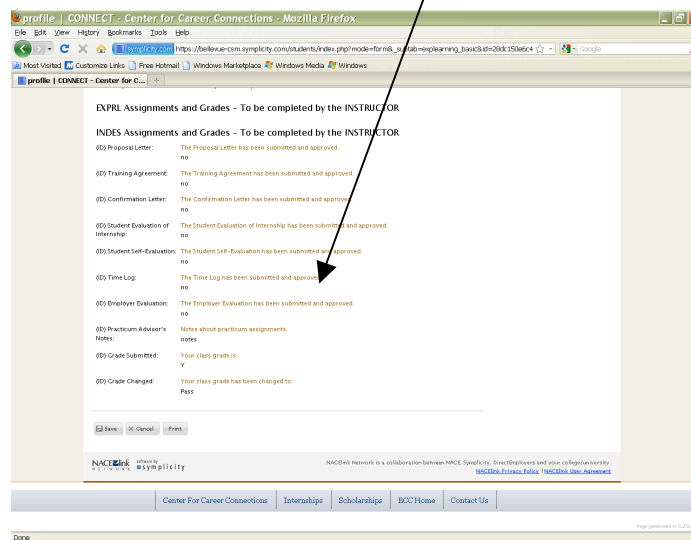 profile | CONNECT - Center for Career Connections - Mozilla Firefox
File Edit View History Bookmarks Tools Help
symplicity.com https://bellevue-csm.symplicity.com/students/index.php?mode=form&_subtab=explearning_basic&id=28dc150e6c4 Google
Most Visited Customize Links Free Hotmail Windows Marketplace Windows Media Windows
profile | CONNECT - Center for C...
EXPRL Assignments and Grades - To be completed by the INSTRUCTOR
INDES Assignments and Grades - To be completed by the INSTRUCTOR
(ID) Proposal Letter: The Proposal Letter has been submitted and approved.
no
(ID) Training Agreement: The Training Agreement has been submitted and approved.
no
(ID) Confirmation Letter: The Confirmation Letter has been submitted and approved.
no
(ID) Student Evaluation of The Student Evaluation of Internship has been submitted and approved.
Internship: no
(ID) Student Self-Evaluation: The Student Self-Evaluation has been submitted and approved.
no
(ID) Time Log: The Time Log has been submitted and approved.
no
(ID) Employer Evaluation: The Employer Evaluation has been submitted and approved.
no
(ID) Practicum Advisor's Notes about practicum assignments.
Notes: notes
(ID) Grade Submitted: Your class grade is:
Y
(ID) Grade Changed: Your class grade has been changed to:
Pass
Save Cancel Print
NACElink NETWORK software by symplicity
NACElink Network is a collaboration between NACE, Symplicity, DirectEmployers and your college/university.
NACElink Privacy Policy | NACElink User Agreement
Center For Career Connections Internships Scholarships BCC Home Contact Us
Page generated in
Done